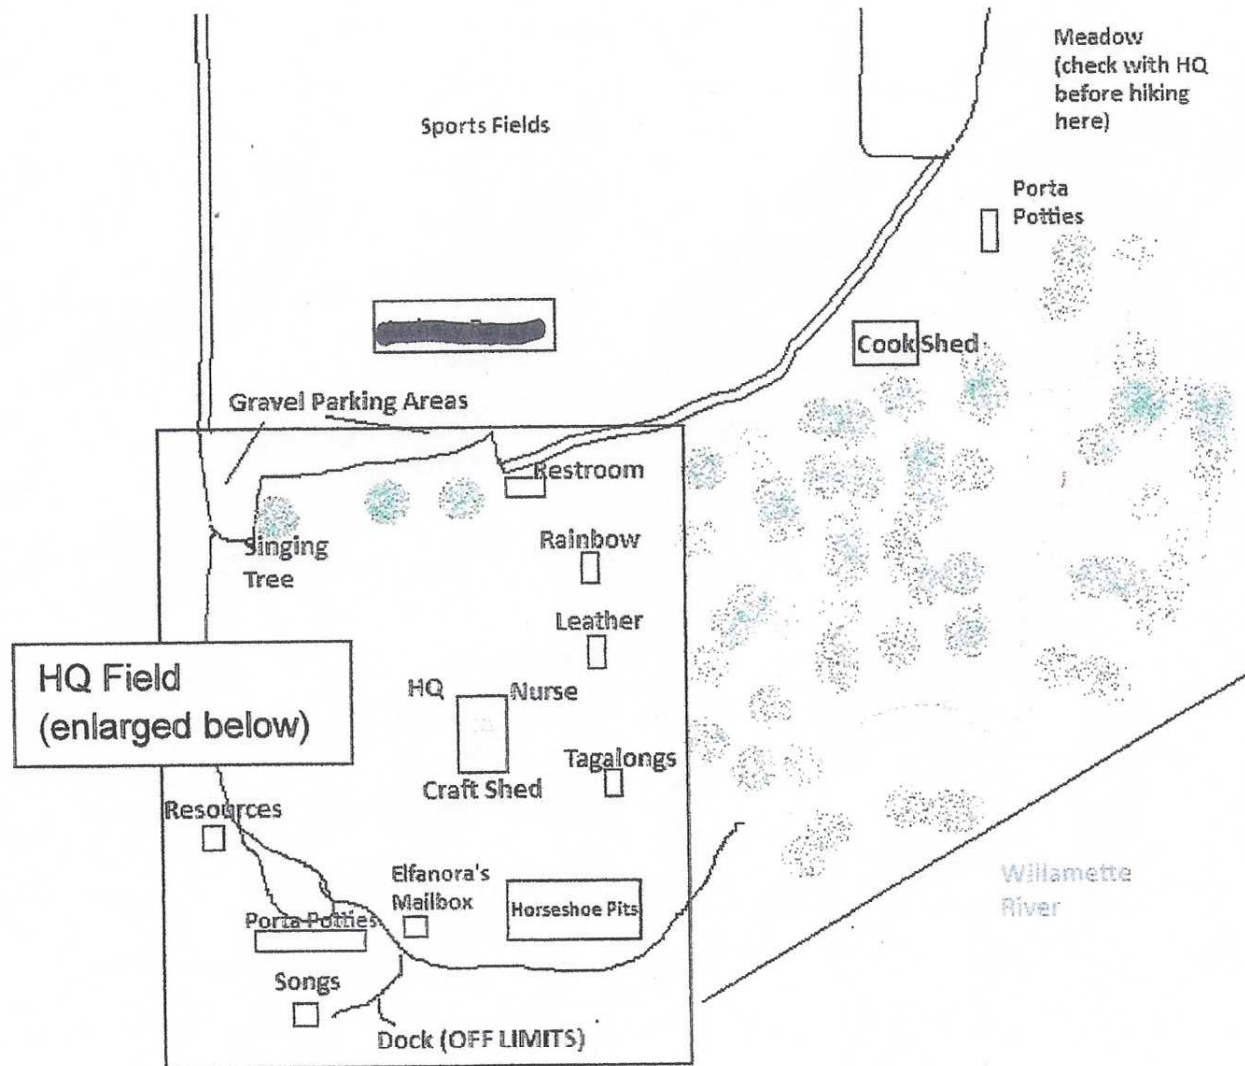 Meadow
(check with HQ
before hiking
here)
Sports Fields
Porta
Potties
Cook Shed
Gravel Parking Areas
Restroom
Singing
Tree
Rainbow
Leather
HQ Field
(enlarged below)
HQ
Nurse
Craft Shed
Tagalongs
Resources
Elfanora's
Mailbox
Horseshoe Pits
Porta Potties
Willamette
River
Songs
Dock (OFF LIMITS)